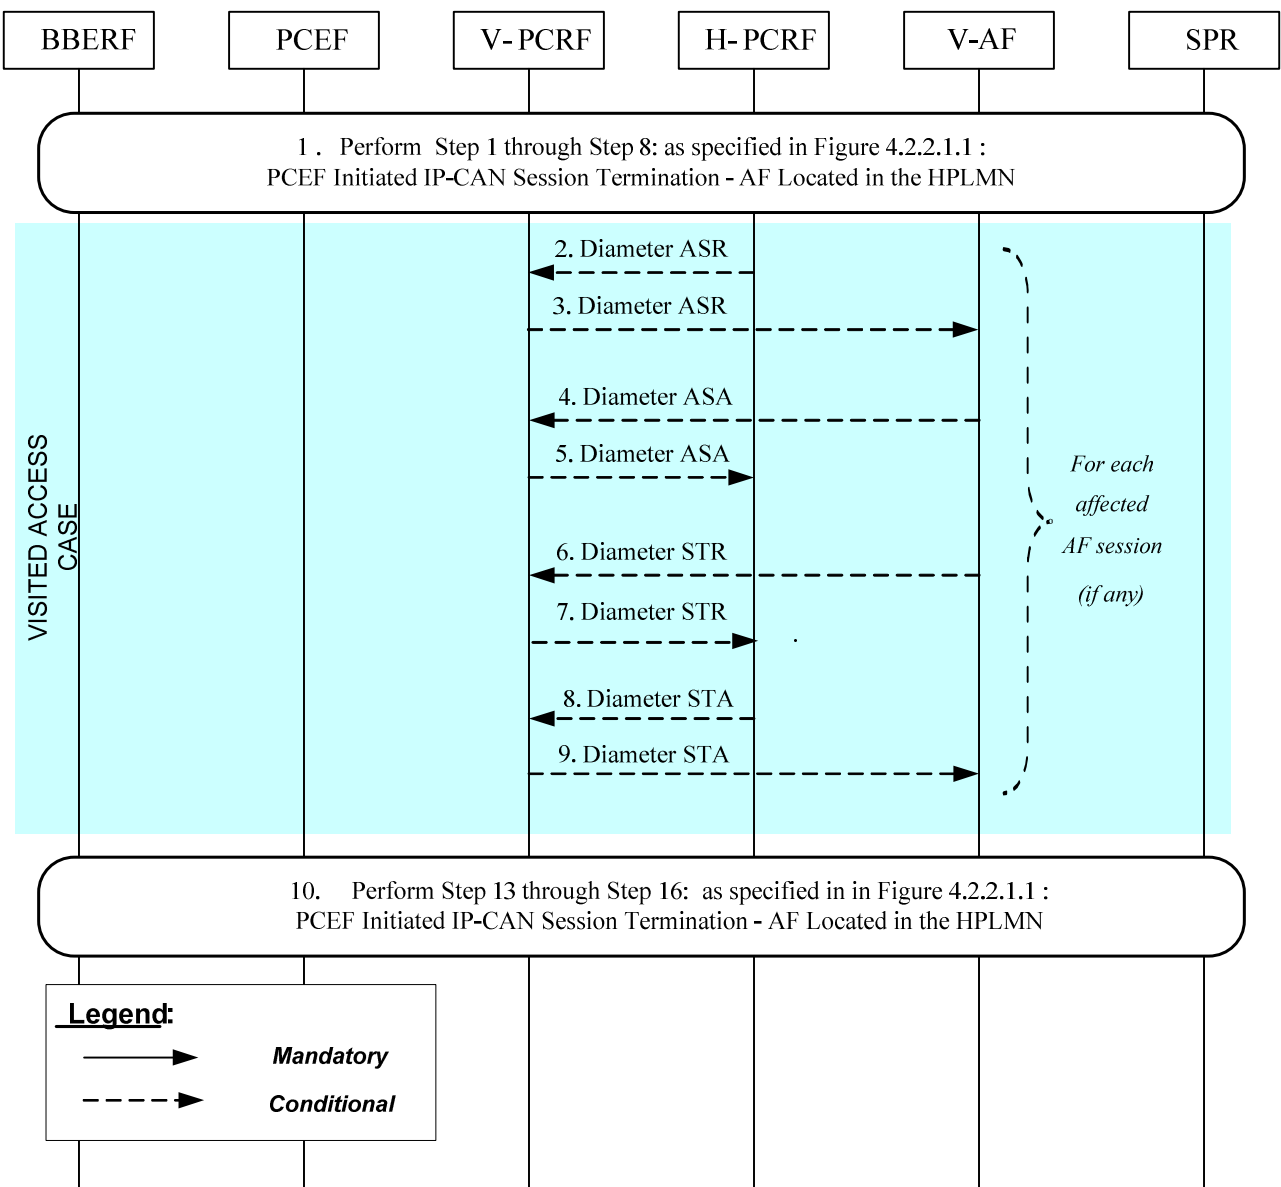 BBERF PCEF V-PCRF H-PCRF V-AF SPR
1 . Perform Step 1 through Step 8: as specified in Figure 4.2.2.1.1 :
PCEF Initiated IP-CAN Session Termination - AF Located in the HPLMN
2. Diameter ASR
3. Diameter ASR
4. Diameter ASA
5. Diameter ASA
6. Diameter STR
7. Diameter STR
8. Diameter STA
9. Diameter STA
For each
affected
AF session
(if any)
VISITED ACCESS
CASE
10. Perform Step 13 through Step 16: as specified in in Figure 4.2.2.1.1 :
PCEF Initiated IP-CAN Session Termination - AF Located in the HPLMN
Legend:
Mandatory
Conditional